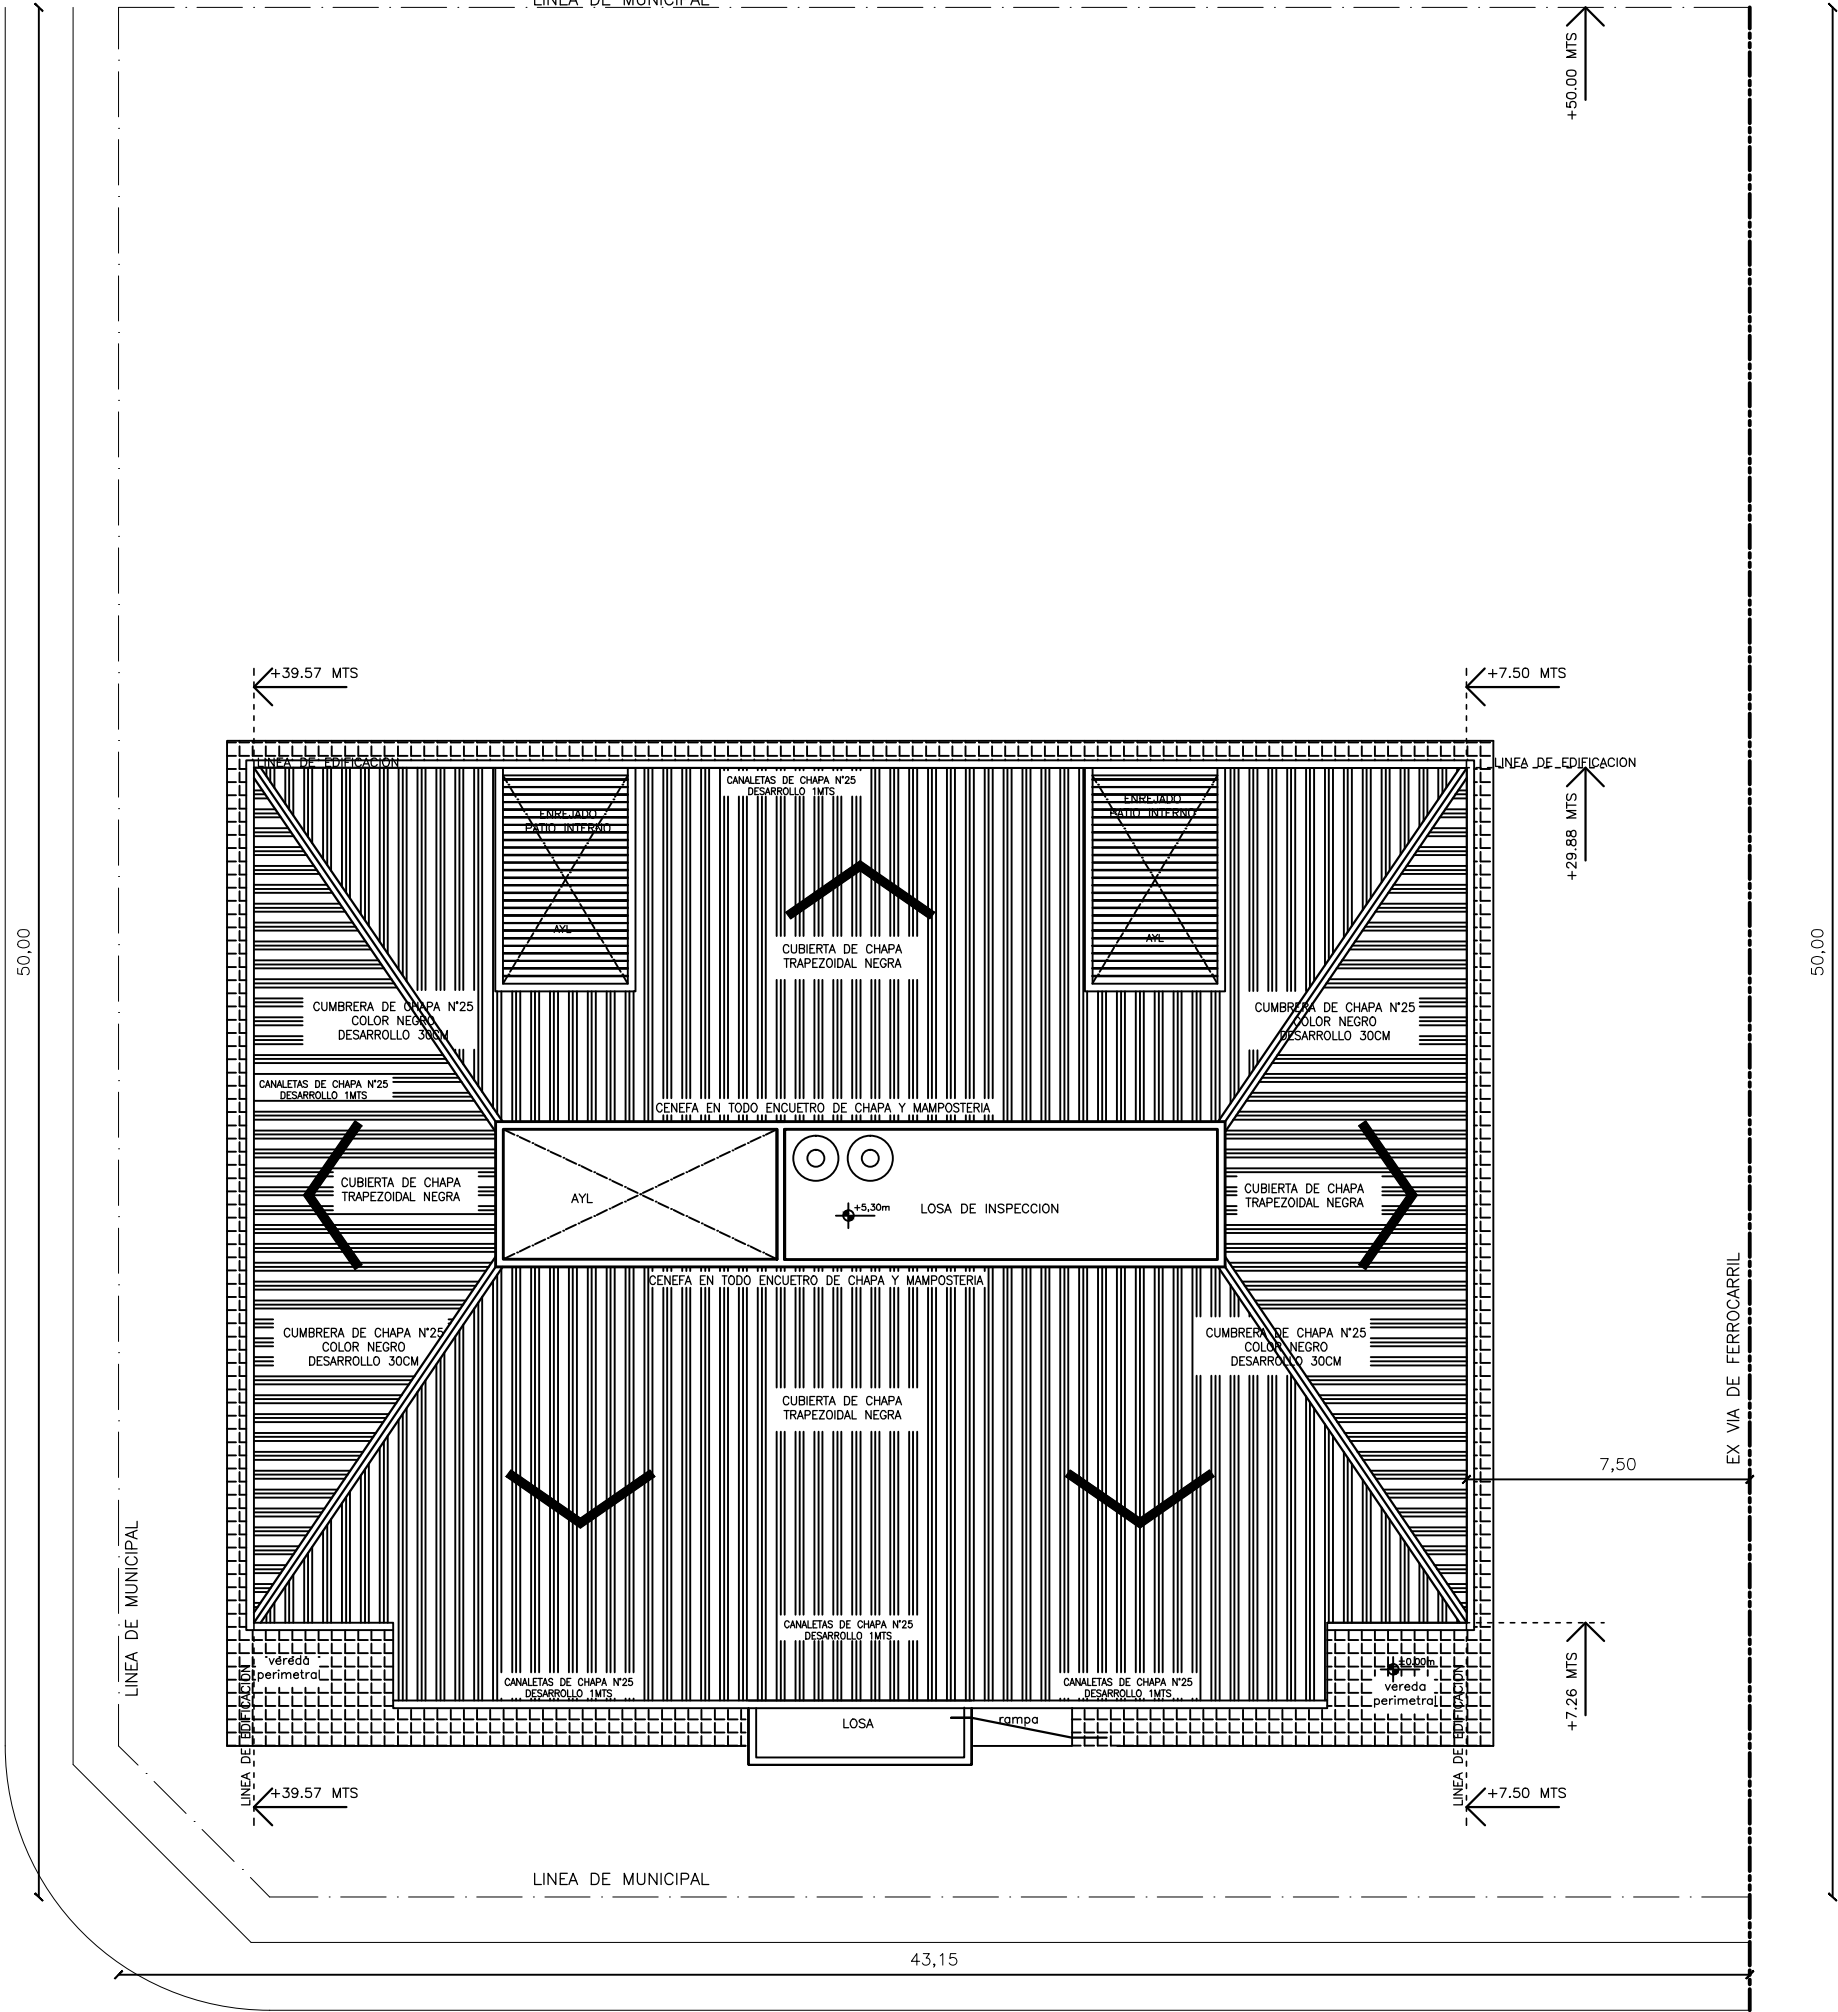 LINEA DE MUNICIPAL
+50.00 MTS
+39.57 MTS
+7.50 MTS
LINEA DE EDIFICACION
LINEA DE EDIFICACION
CANALETAS DE CHAPA N°25
DESARROLLO 1MTS
ENREJADO
PATIO INTERNO
AYL
ENREJADO
PATIO INTERNO
AYL
+29.88 MTS
50,00
50,00
CUBIERTA DE CHAPA
TRAPEZOIDAL NEGRA
CUMBRERA DE CHAPA N°25
COLOR NEGRO
DESARROLLO 30CM
CUMBRERA DE CHAPA N°25
COLOR NEGRO
DESARROLLO 30CM
CANALETAS DE CHAPA N°25
DESARROLLO 1MTS
CENEFA EN TODO ENCUETRO DE CHAPA Y MAMPOSTERIA
CUBIERTA DE CHAPA
TRAPEZOIDAL NEGRA
AYL
+5,30m
LOSA DE INSPECCION
CUBIERTA DE CHAPA
TRAPEZOIDAL NEGRA
CENEFA EN TODO ENCUETRO DE CHAPA Y MAMPOSTERIA
CUMBRERA DE CHAPA N°25
COLOR NEGRO
DESARROLLO 30CM
CUMBRERA DE CHAPA N°25
COLOR NEGRO
DESARROLLO 30CM
EX VIA DE FERROCARRIL
CUBIERTA DE CHAPA
TRAPEZOIDAL NEGRA
7,50
LINEA DE MUNICIPAL
CANALETAS DE CHAPA N°25
DESARROLLO 1MTS
vereda
perimetral
±0.00m
vereda
perimetral
CANALETAS DE CHAPA N°25
DESARROLLO 1MTS
CANALETAS DE CHAPA N°25
DESARROLLO 1MTS
+7.26 MTS
LOSA
rampa
LINEA DE EDIFICACION
LINEA DE EDIFICACION
+39.57 MTS
+7.50 MTS
LINEA DE MUNICIPAL
43,15